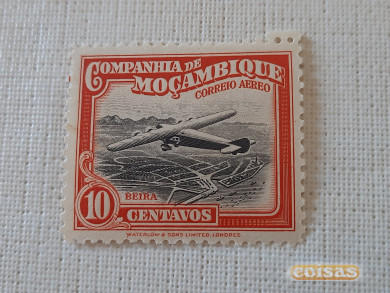 COMPANHIA DE
MOÇAMBIQUE
CORREIO AEREO
BEIRA
10 CENTAVOS
WATERLOW & SONS LIMITED, LONDRES.
coisas